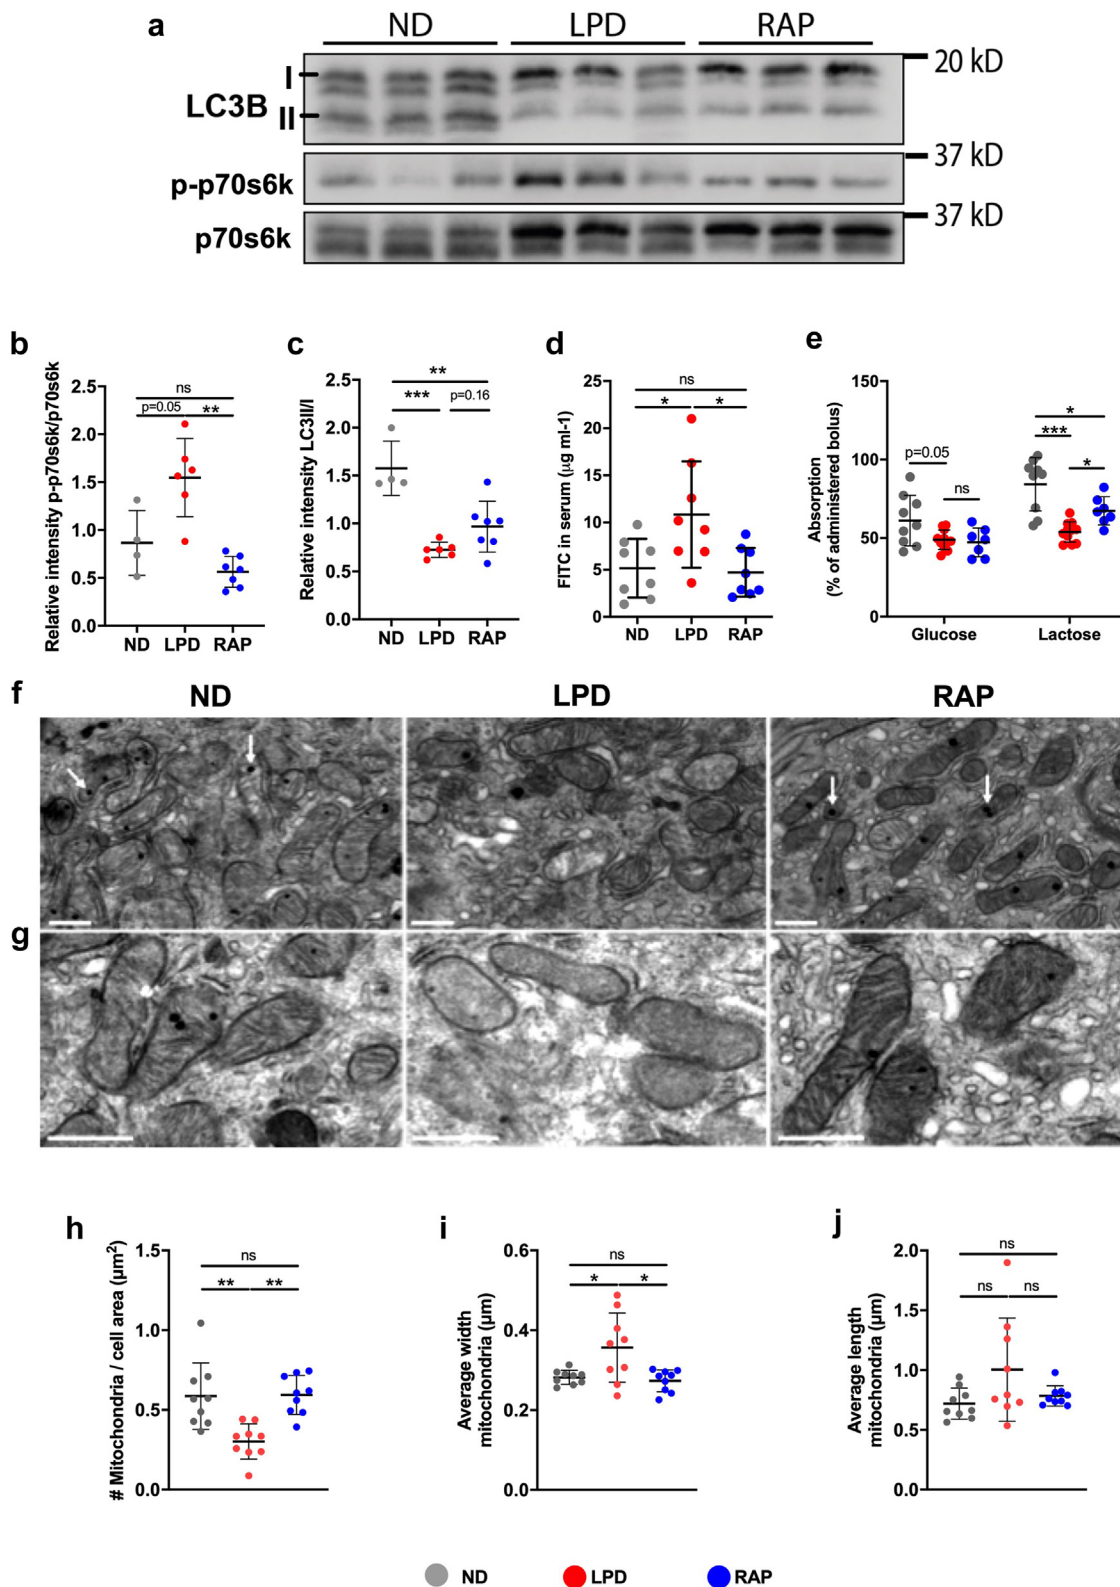 a
ND LPD RAP
I
LC3B
II
20 kD
p-p70s6k
37 kD
p70s6k
37 kD
b
Relative intensity p-p70s6k/p70s6k
2.5
2.0
1.5
1.0
0.5
0.0
ns
p=0.05 **
ND LPD RAP
c
Relative intensity LC3II/I
2.5
2.0
1.5
1.0
0.5
0.0
**
*** p=0.16
ND LPD RAP
d
FITC in serum (µg ml-1)
25
20
15
10
5
0
ns
* *
ND LPD RAP
e
Absorption
(% of administered bolus)
150
100
50
0
p=0.05
ns
*
***
*
Glucose Lactose
f
ND LPD RAP
g
h
# Mitochondria / cell area (µm²)
1.5
1.0
0.5
0.0
ns
** **
i
Average width
mitochondria (µm)
0.6
0.4
0.2
0.0
ns
* *
j
Average length
mitochondria (µm)
2.0
1.5
1.0
0.5
0.0
ns
ns ns
ND LPD RAP